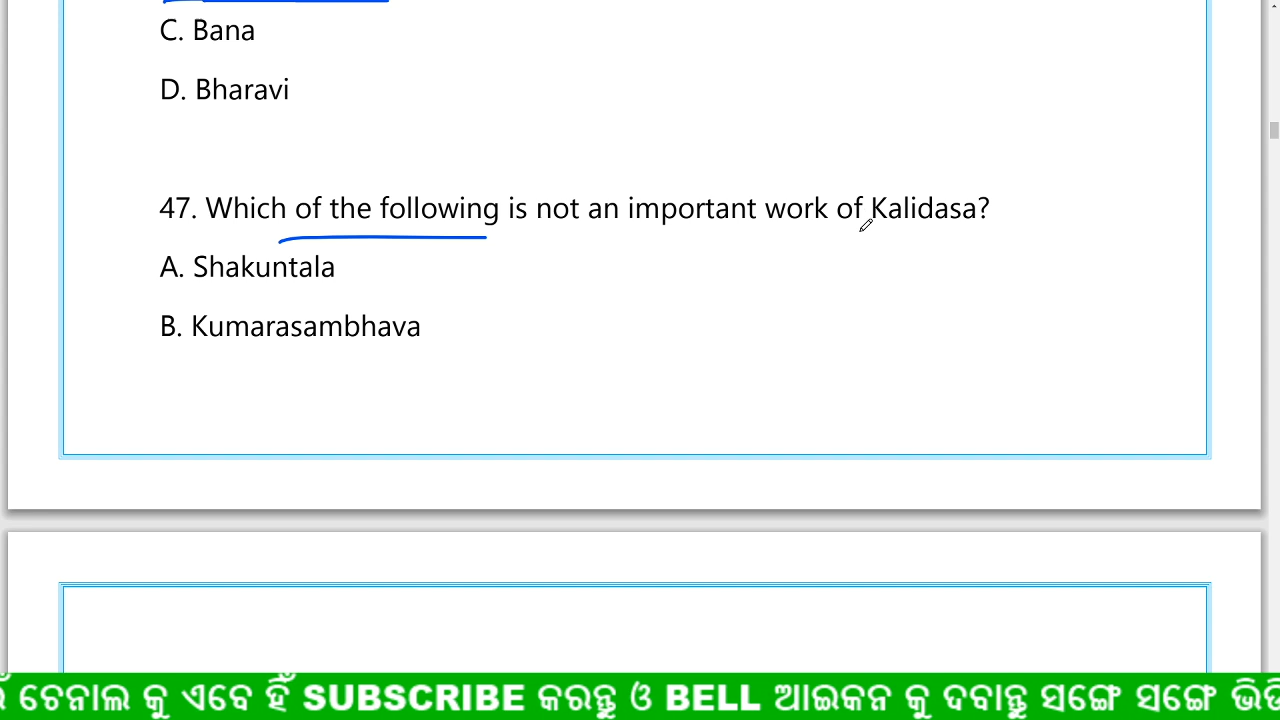 C. Bana
D. Bharavi
47. Which of the following is not an important work of Kalidasa?
A. Shakuntala
B. Kumarasambhava
ଚେନାଲ କୁ ଏବେ ହିଁ SUBSCRIBE କରନ୍ତୁ ଓ BELL ଆଇକନ କୁ ଦବାନ୍ତୁ ସଙ୍ଗେ ସଙ୍ଗେ